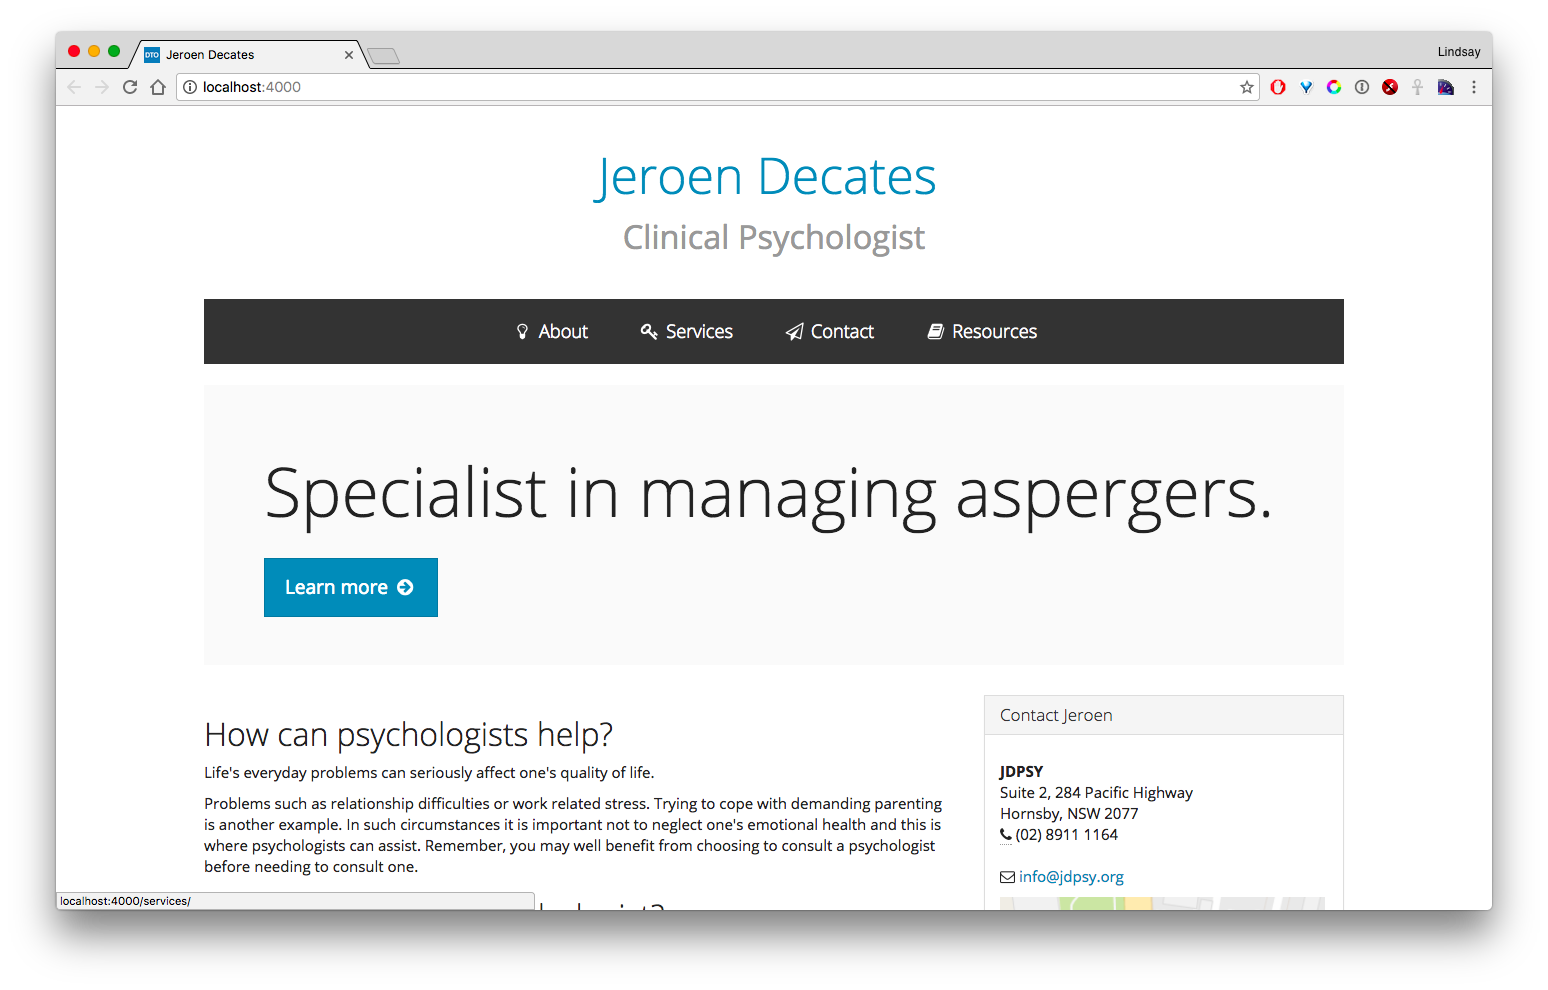 DTO Jeroen Decates
Lindsay
localhost:4000
Jeroen Decates
Clinical Psychologist
About Services Contact Resources
Specialist in managing aspergers.
Learn more
How can psychologists help?
Life's everyday problems can seriously affect one's quality of life.
Problems such as relationship difficulties or work related stress. Trying to cope with demanding parenting
is another example. In such circumstances it is important not to neglect one's emotional health and this is
where psychologists can assist. Remember, you may well benefit from choosing to consult a psychologist
before needing to consult one.
Contact Jeroen
JDPSY
Suite 2, 284 Pacific Highway
Hornsby, NSW 2077
(02) 8911 1164
info@jdpsy.org
localhost:4000/services/